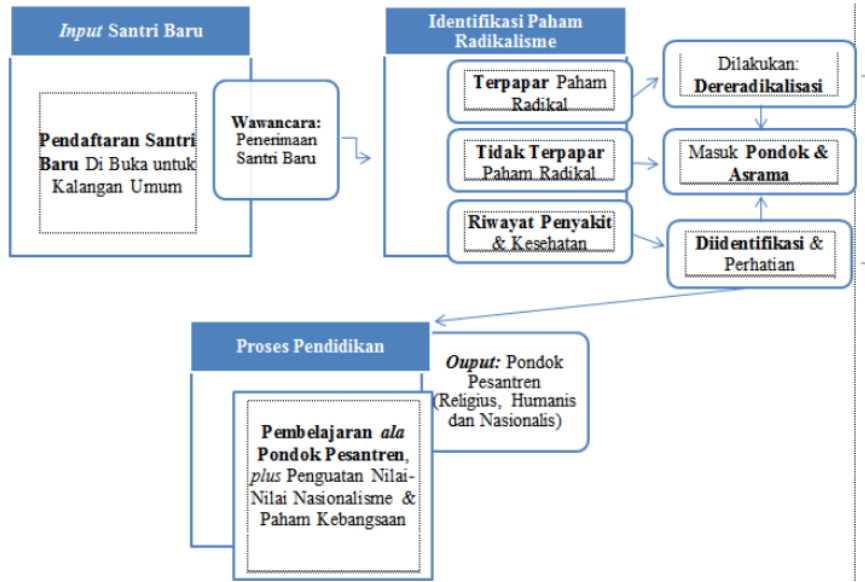 Input Santri Baru
Pendaftaran Santri
Baru Di Buka untuk
Kalangan Umum
Wawancara:
Penerimaan
Santri Baru
Identifikasi Paham
Radikalisme
Terpapar Paham
Radikal
Tidak Terpapar
Paham Radikal
Riwayat Penyakit
& Kesehatan
Dilakukan:
Dereradikalisasi
Masuk Pondok &
Asrama
Diidentifikasi &
Perhatian
Proses Pendidikan
Pembelajaran ala
Pondok Pesantren,
plus Penguatan Nilai-
Nilai Nasionalisme &
Paham Kebangsaan
Ouput: Pondok
Pesantren
(Religius, Humanis
dan Nasionalis)